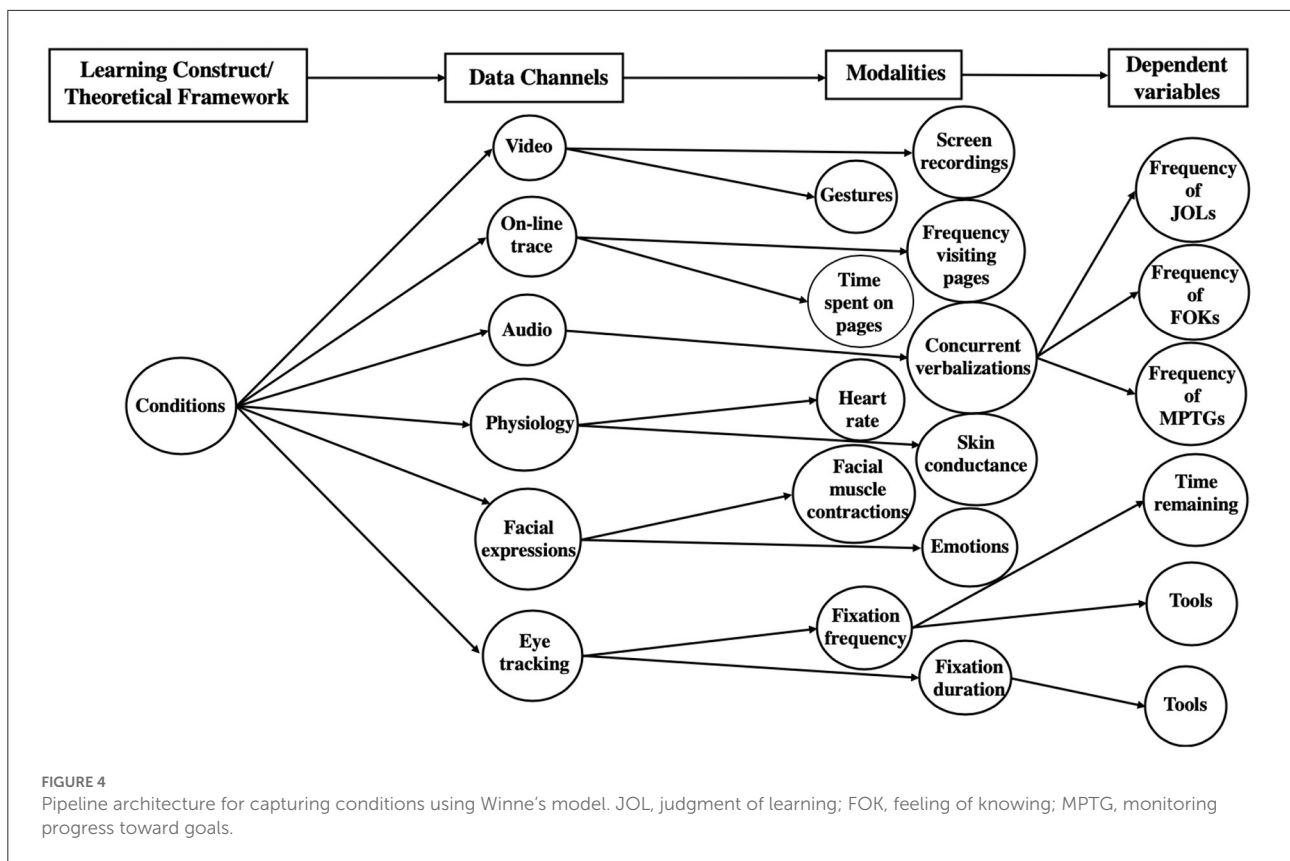 Learning Construct/
Theoretical Framework
Data Channels
Modalities
Dependent
variables
Conditions
Video
On-line
trace
Audio
Physiology
Facial
expressions
Eye
tracking
Screen
recordings
Gestures
Frequency
visiting
pages
Time
spent on
pages
Concurrent
verbalizations
Heart
rate
Skin
conductance
Facial
muscle
contractions
Emotions
Fixation
frequency
Fixation
duration
Frequency
of
JOLs
Frequency
of
FOKs
Frequency
of
MPTGs
Time
remaining
Tools
Tools
FIGURE 4
Pipeline architecture for capturing conditions using Winne's model. JOL, judgment of learning; FOK, feeling of knowing; MPTG, monitoring
progress toward goals.